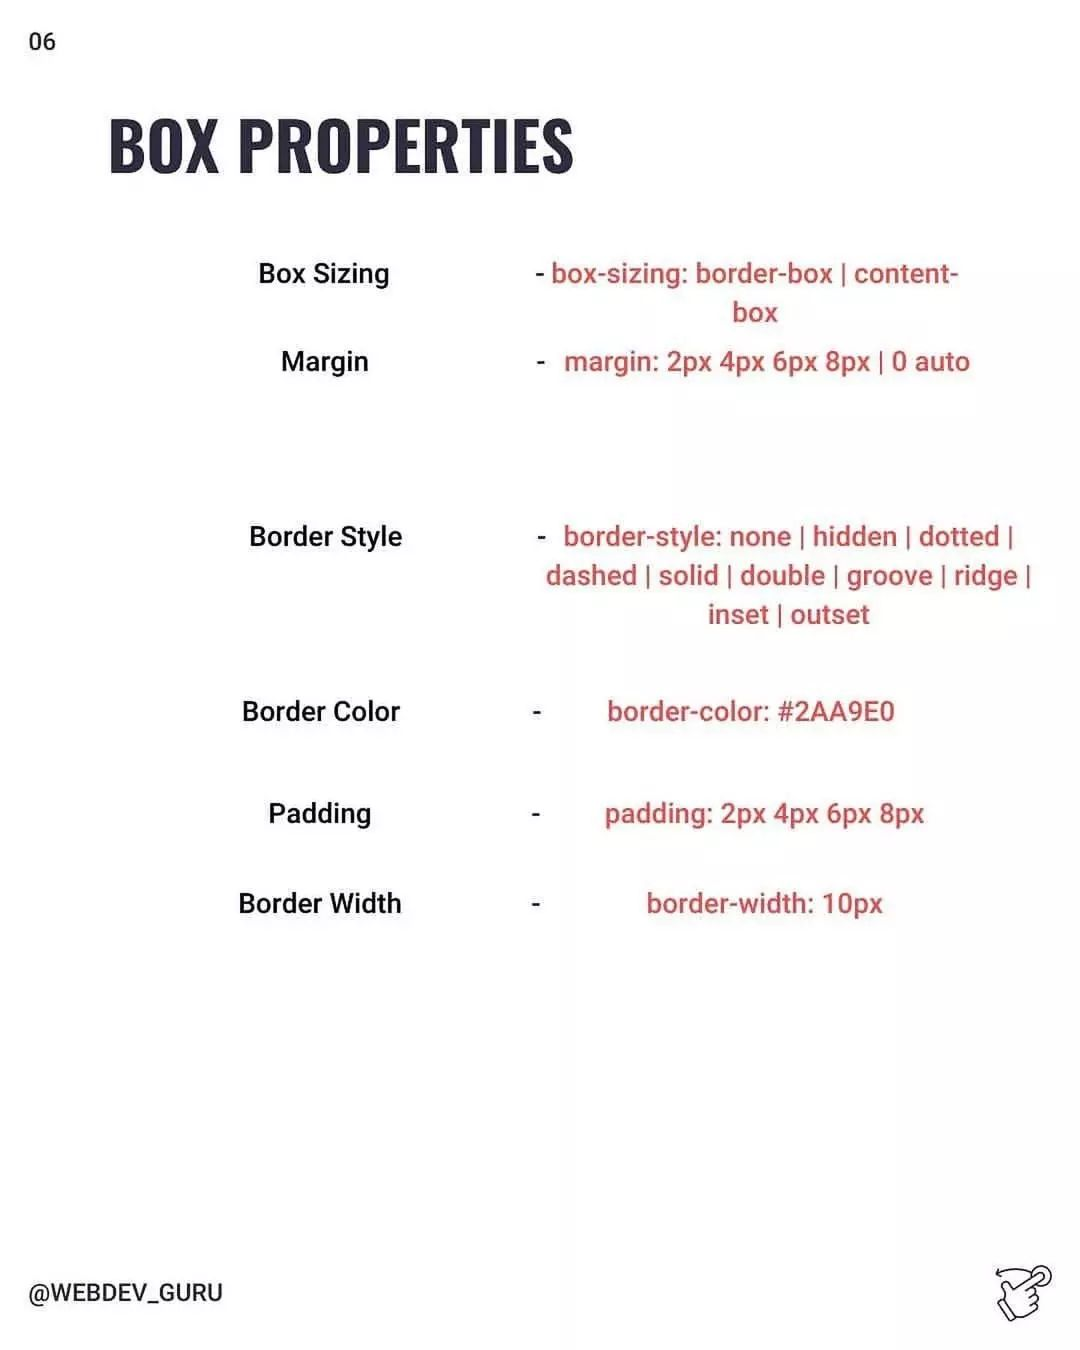 06
BOX PROPERTIES
Box Sizing - box-sizing: border-box | content-
box
Margin - margin: 2px 4px 6px 8px | 0 auto
Border Style - border-style: none | hidden | dotted |
dashed | solid | double | groove | ridge |
inset | outset
Border Color - border-color: #2AA9E0
Padding - padding: 2px 4px 6px 8px
Border Width - border-width: 10px
@WEBDEV_GURU